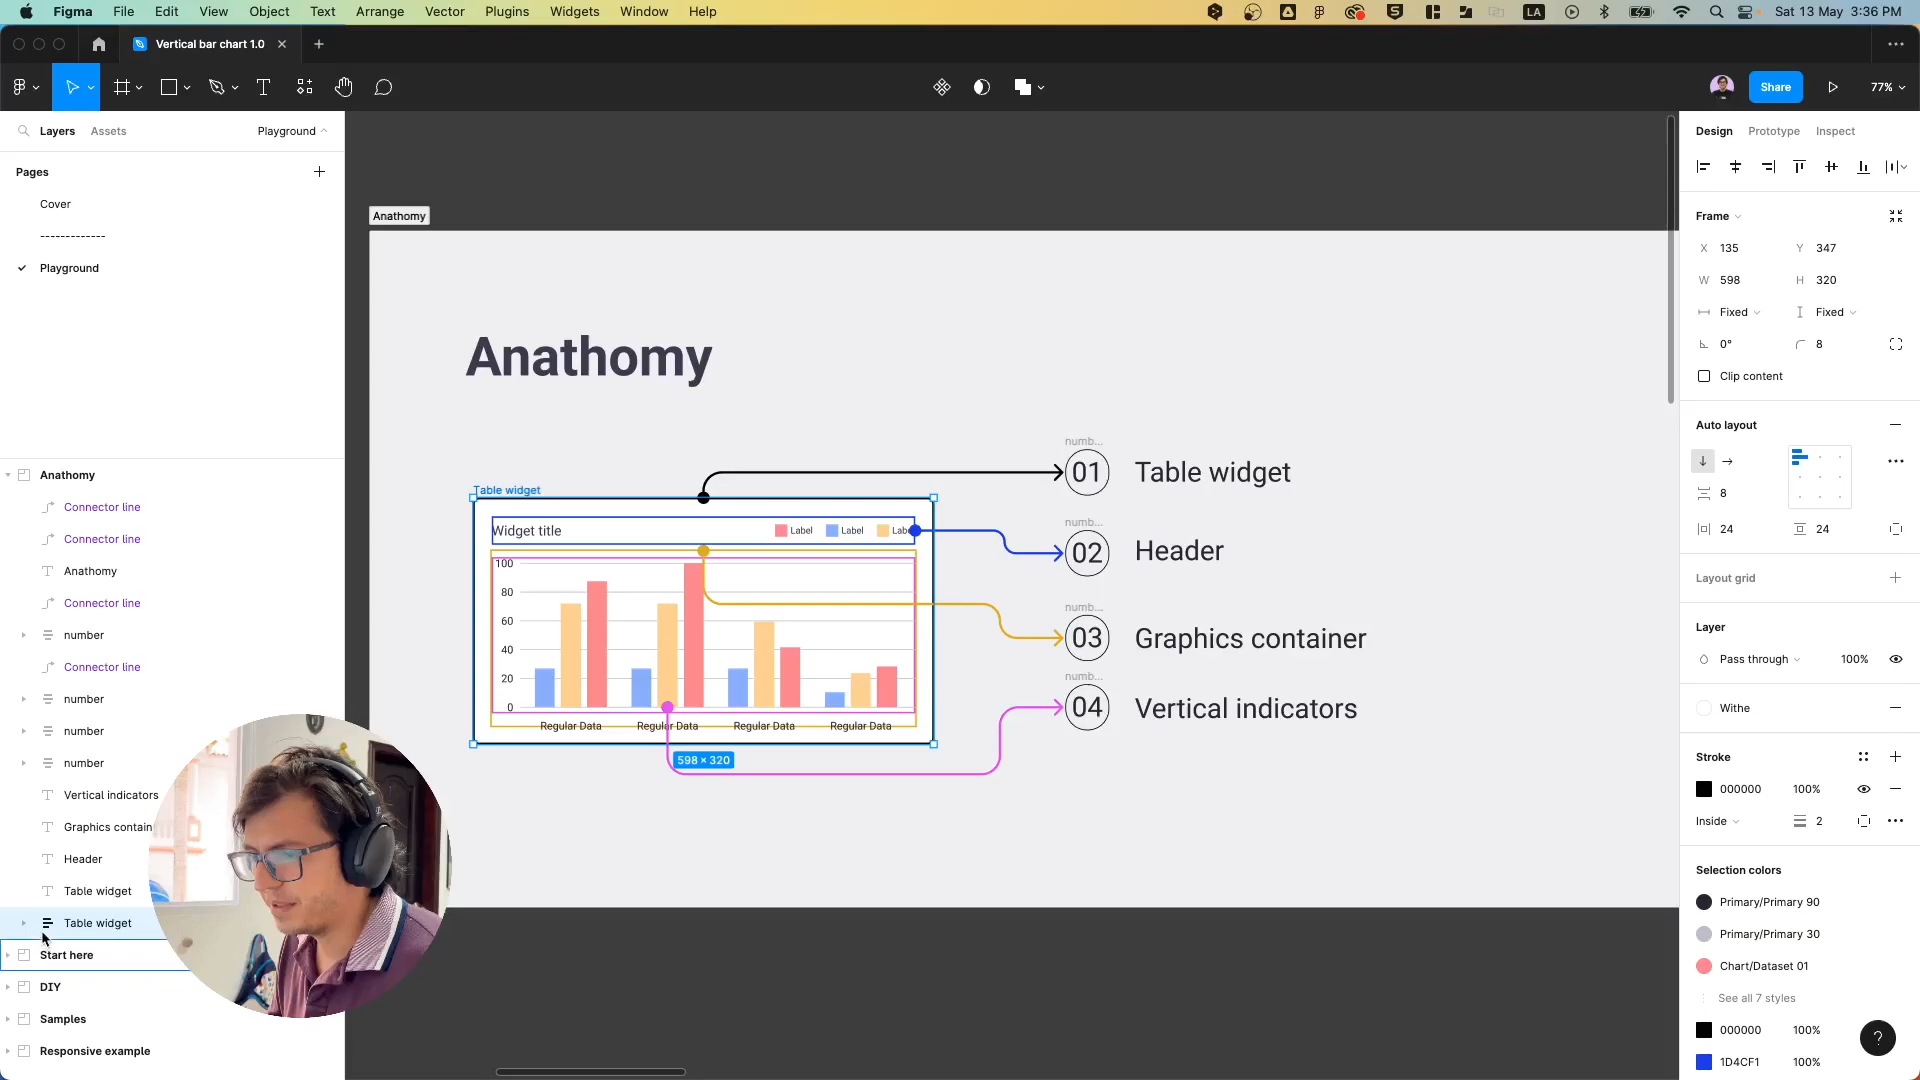 Figma File Edit View Object Text Arrange Vector Plugins Widgets Window Help
LA Sat 13 May 3:36 PM
Vertical bar chart 1.0
Share 77%
Layers Assets Playground
Pages
Cover
-------------
Playground
Anathomy
Connector line
Connector line
Anathomy
Connector line
number
Connector line
number
number
number
Vertical indicators
Graphics contain
Header
Table widget
Table widget
Start here
DIY
Samples
Responsive example
Anathomy
Anathomy
Table widget
Widget title
Label Label Labe
100
80
60
40
20
0
Regular Data Regular Data Regular Data Regular Data
598 × 320
numb...
01 Table widget
numb...
02 Header
numb...
03 Graphics container
numb...
04 Vertical indicators
Design Prototype Inspect
Frame
X 135 Y 347
W 598 H 320
Fixed Fixed
0° 8
Clip content
Auto layout
8
24 24
Layout grid
Layer
Pass through 100%
Withe
Stroke
000000 100%
Inside 2
Selection colors
Primary/Primary 90
Primary/Primary 30
Chart/Dataset 01
See all 7 styles
000000 100%
1D4CF1 100%
?